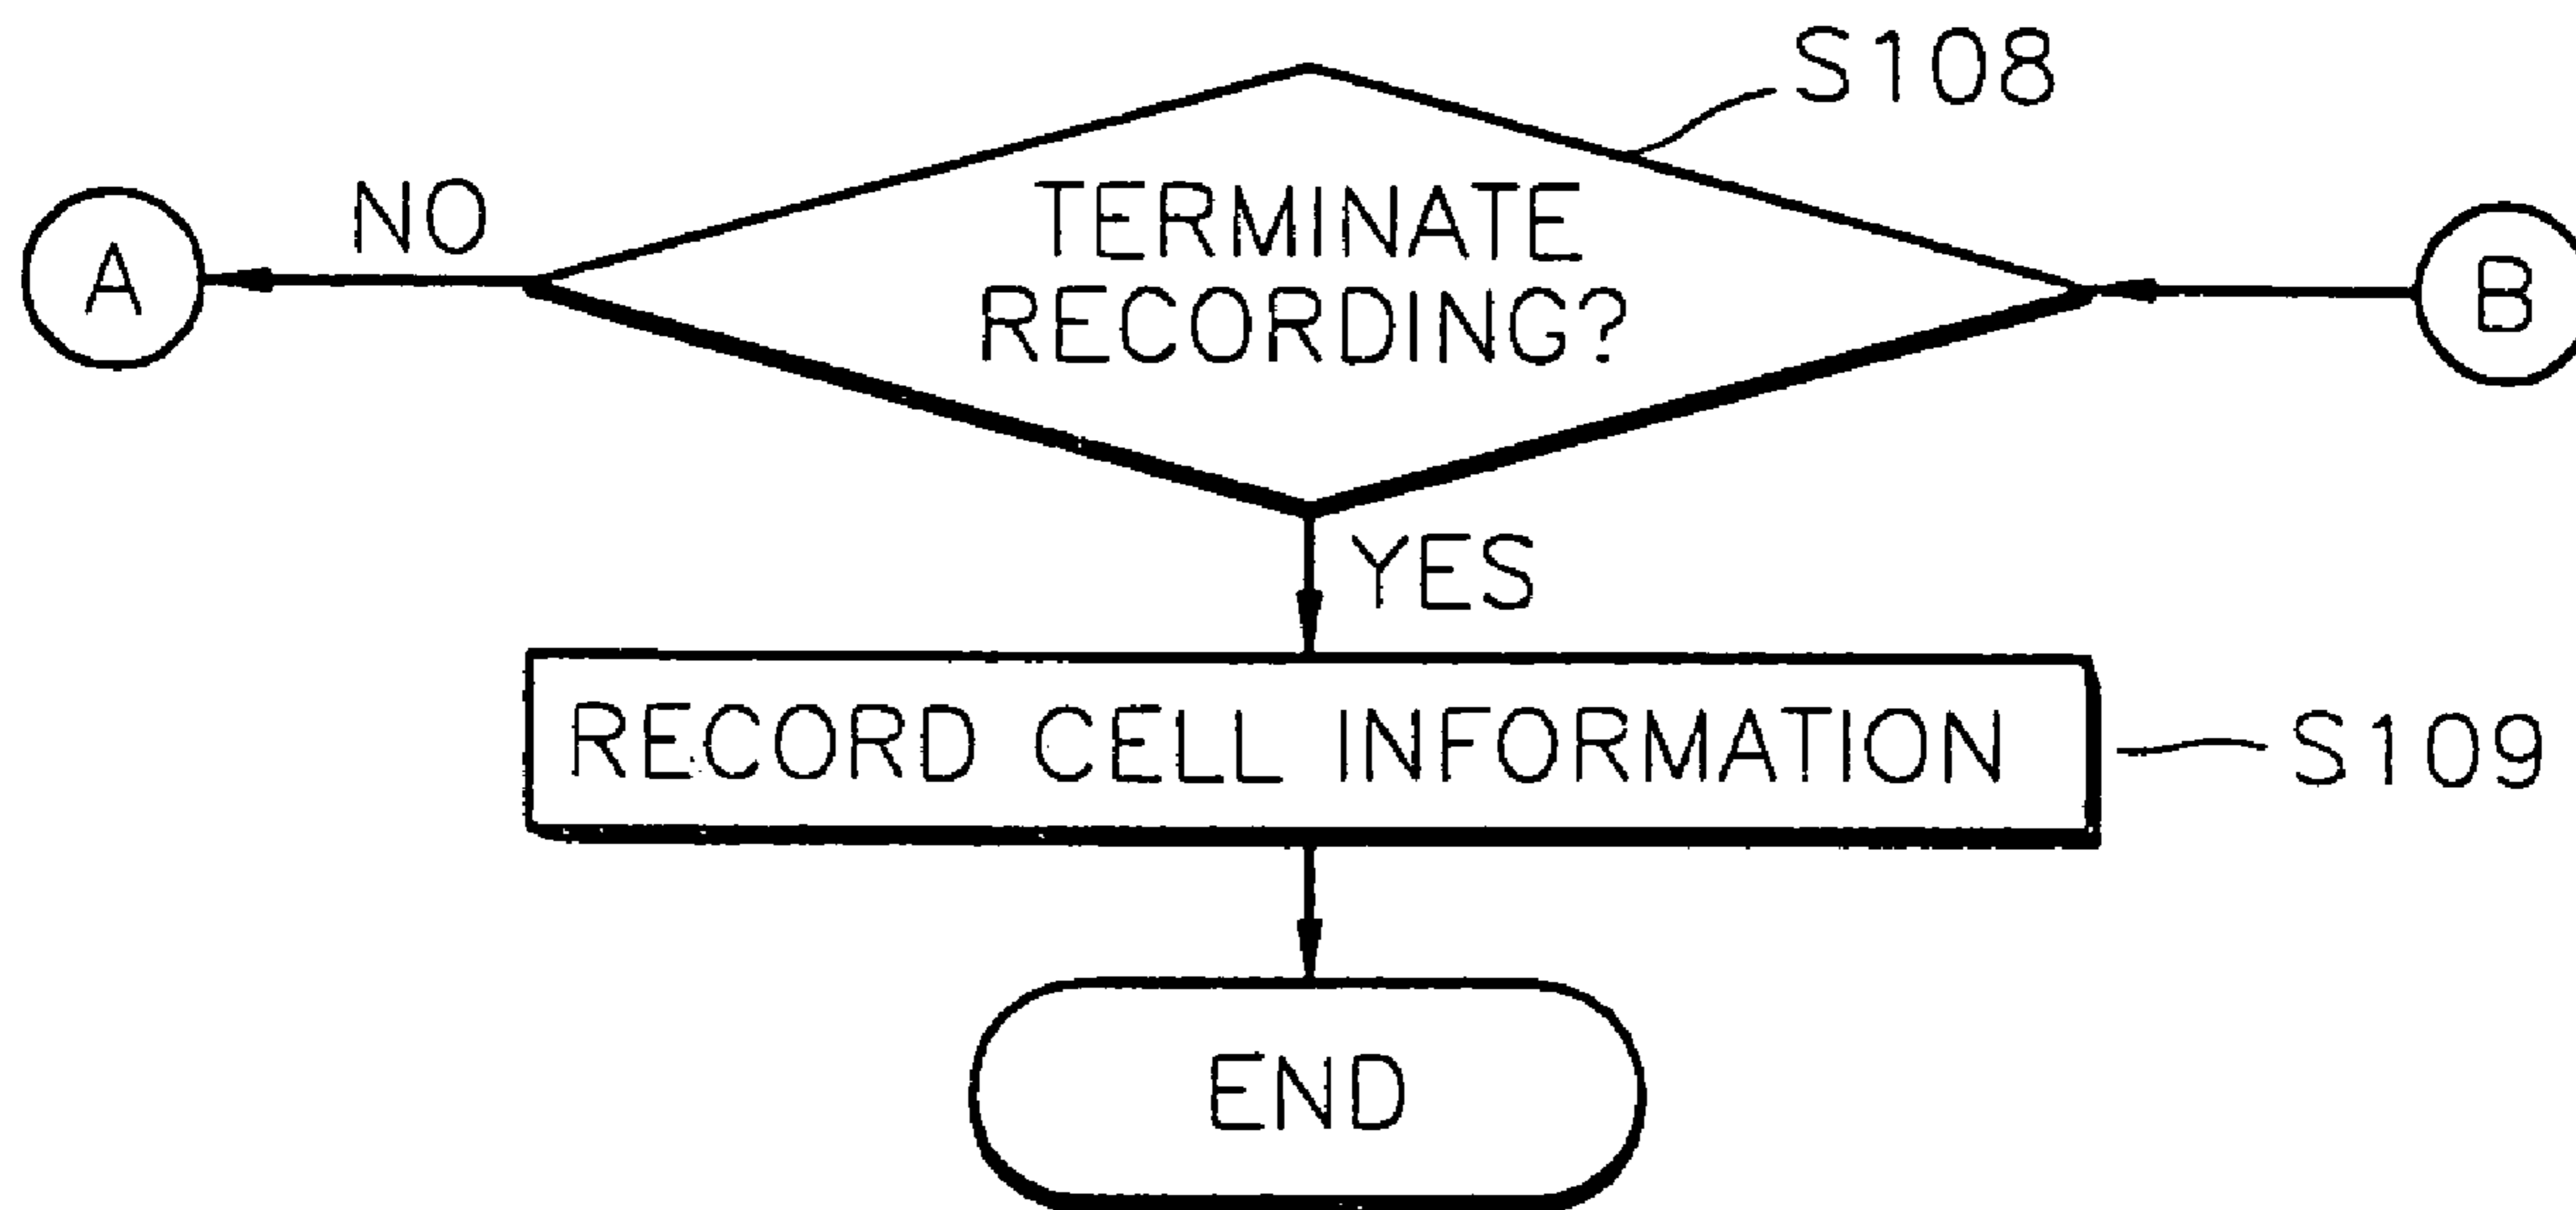 S108
NO
TERMINATE
A
B
RECORDING?
YES
RECORD CELL INFORMATION
S109
END